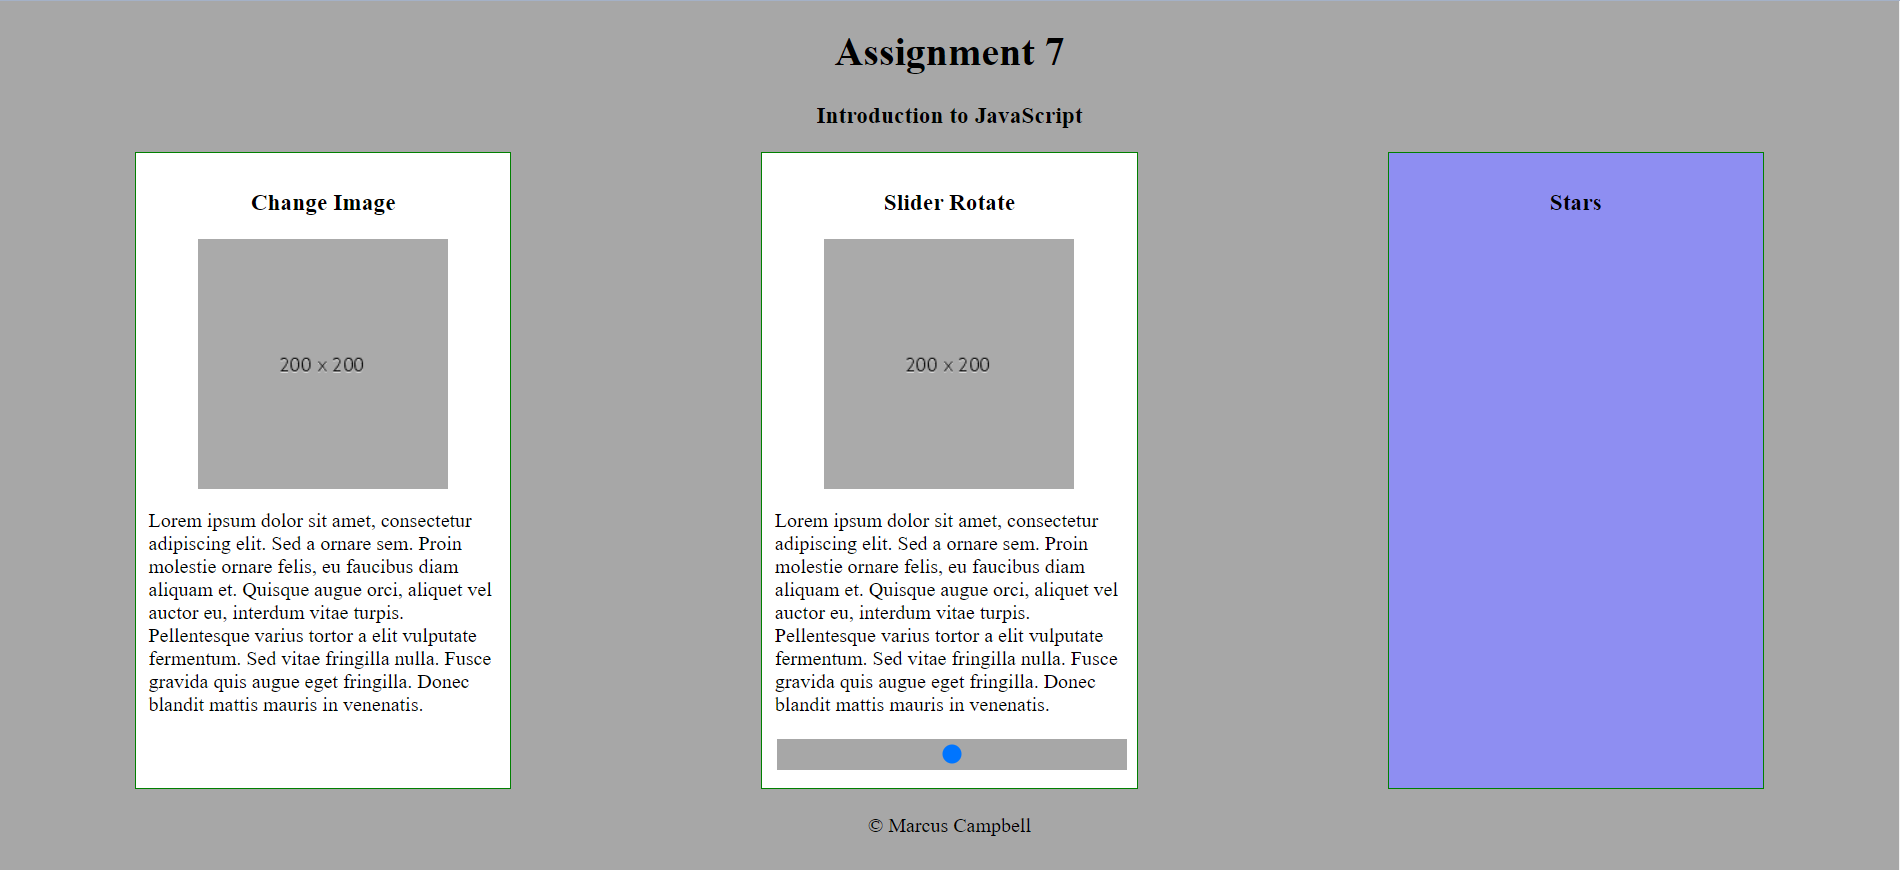 Assignment 7
Introduction to JavaScript
Change Image
200 x 200
Lorem ipsum dolor sit amet, consectetur
adipiscing elit. Sed a ornare sem. Proin
molestie ornare felis, eu faucibus diam
aliquam et. Quisque augue orci, aliquet vel
auctor eu, interdum vitae turpis.
Pellentesque varius tortor a elit vulputate
fermentum. Sed vitae fringilla nulla. Fusce
gravida quis augue eget fringilla. Donec
blandit mattis mauris in venenatis.
Slider Rotate
200 x 200
Lorem ipsum dolor sit amet, consectetur
adipiscing elit. Sed a ornare sem. Proin
molestie ornare felis, eu faucibus diam
aliquam et. Quisque augue orci, aliquet vel
auctor eu, interdum vitae turpis.
Pellentesque varius tortor a elit vulputate
fermentum. Sed vitae fringilla nulla. Fusce
gravida quis augue eget fringilla. Donec
blandit mattis mauris in venenatis.
Stars
© Marcus Campbell